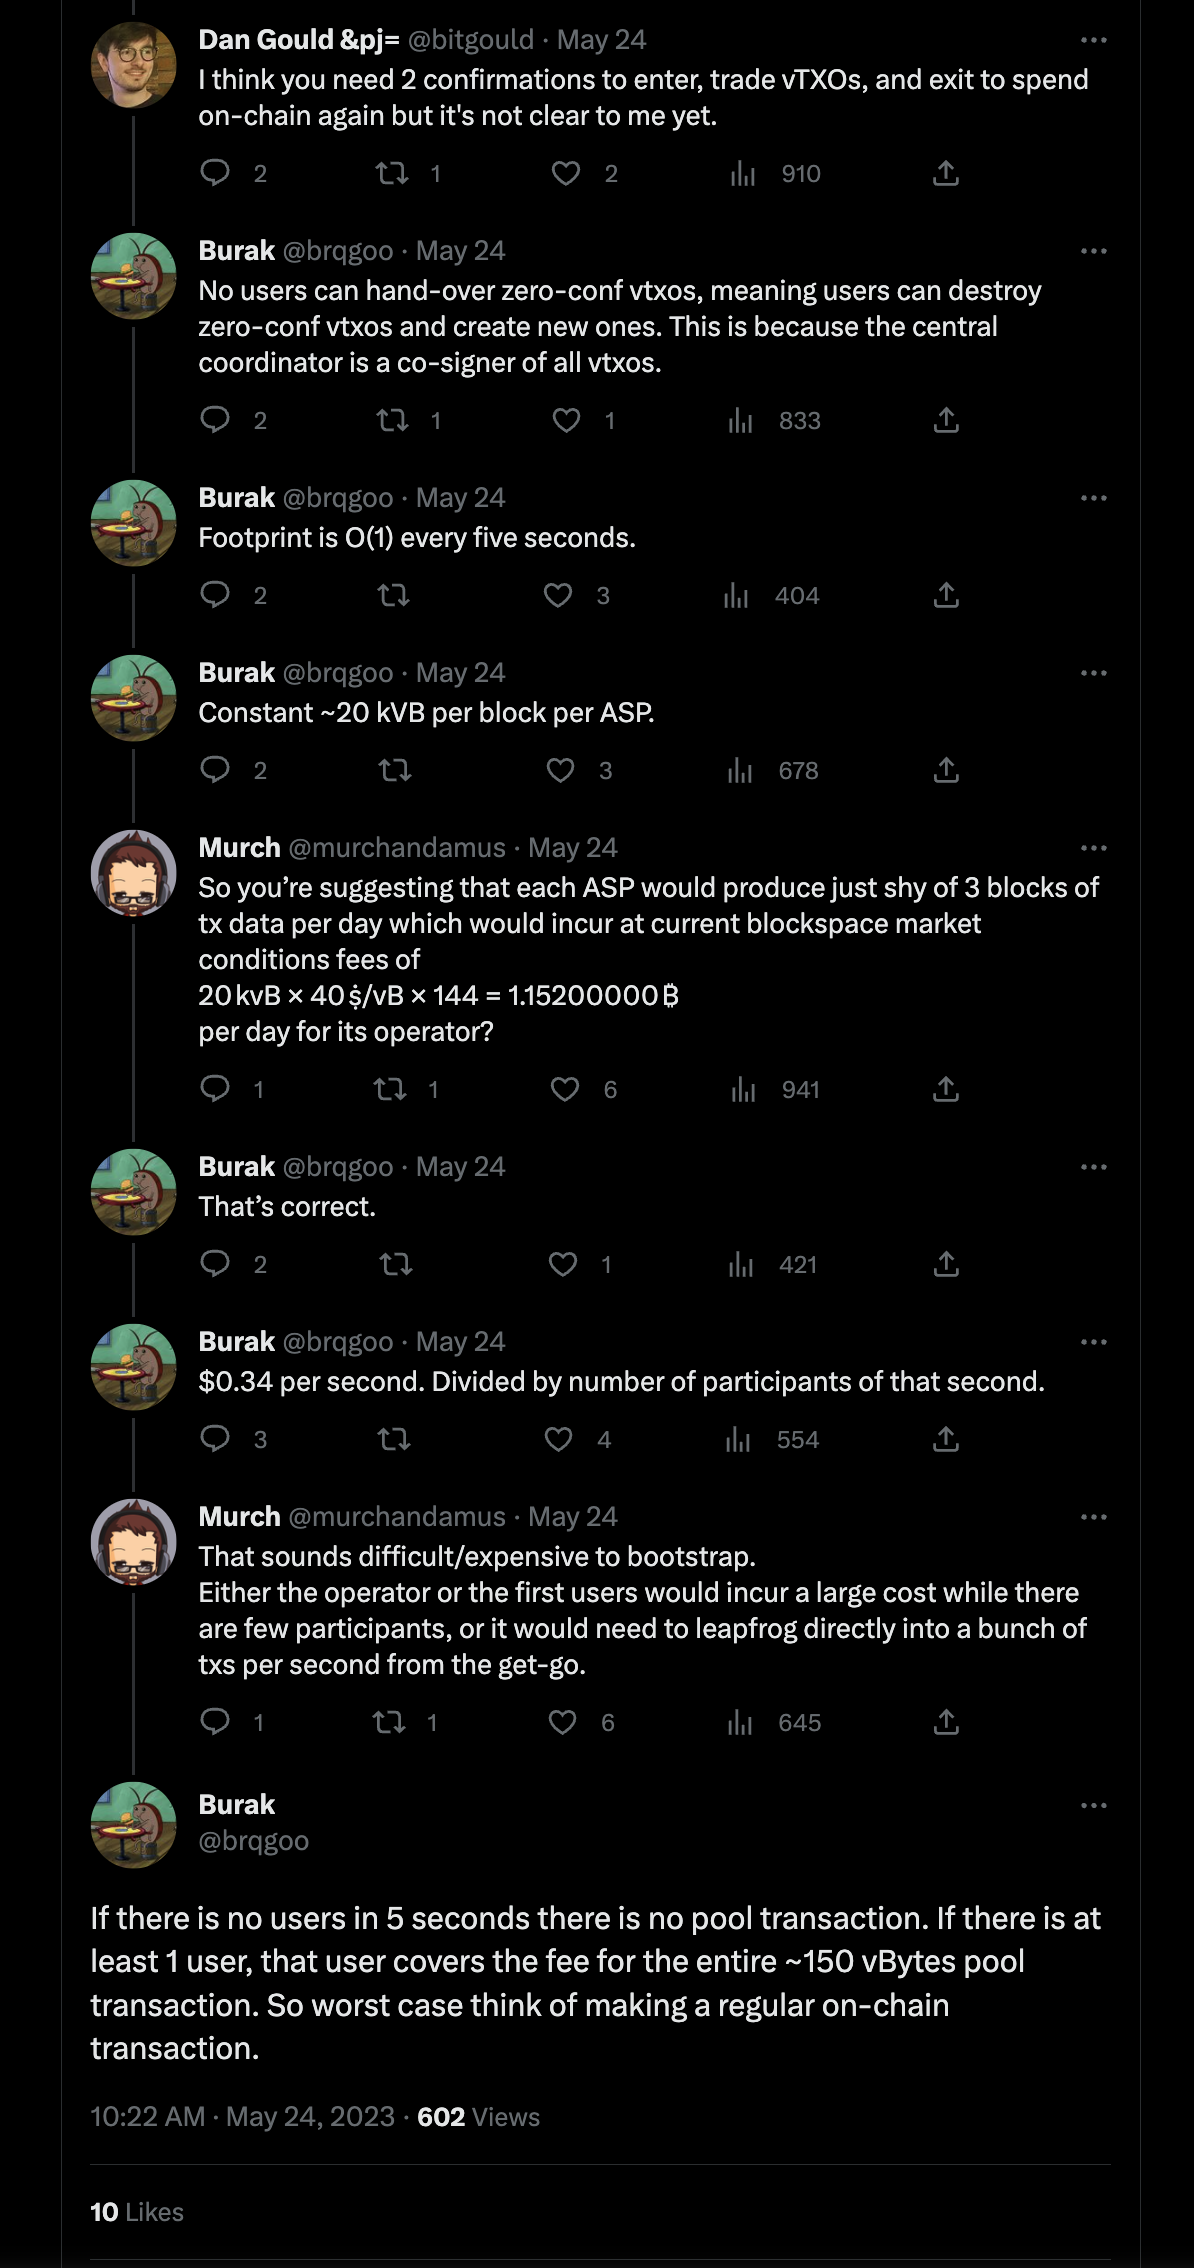 Dan Gould &pj= @bitgould · May 24
I think you need 2 confirmations to enter, trade vTXOs, and exit to spend
on-chain again but it's not clear to me yet.
2 1 2 910
Burak @brqgoo · May 24
No users can hand-over zero-conf vtxos, meaning users can destroy
zero-conf vtxos and create new ones. This is because the central
coordinator is a co-signer of all vtxos.
2 1 1 833
Burak @brqgoo · May 24
Footprint is O(1) every five seconds.
2 3 404
Burak @brqgoo · May 24
Constant ~20 kVB per block per ASP.
2 3 678
Murch @murchandamus · May 24
So you’re suggesting that each ASP would produce just shy of 3 blocks of
tx data per day which would incur at current blockspace market
conditions fees of
20 kvB × 40 ṩ/vB × 144 = 1.15200000 ₿
per day for its operator?
1 1 6 941
Burak @brqgoo · May 24
That’s correct.
2 1 421
Burak @brqgoo · May 24
$0.34 per second. Divided by number of participants of that second.
3 4 554
Murch @murchandamus · May 24
That sounds difficult/expensive to bootstrap.
Either the operator or the first users would incur a large cost while there
are few participants, or it would need to leapfrog directly into a bunch of
txs per second from the get-go.
1 1 6 645
Burak
@brqgoo
If there is no users in 5 seconds there is no pool transaction. If there is at
least 1 user, that user covers the fee for the entire ~150 vBytes pool
transaction. So worst case think of making a regular on-chain
transaction.
10:22 AM · May 24, 2023 · 602 Views
10 Likes